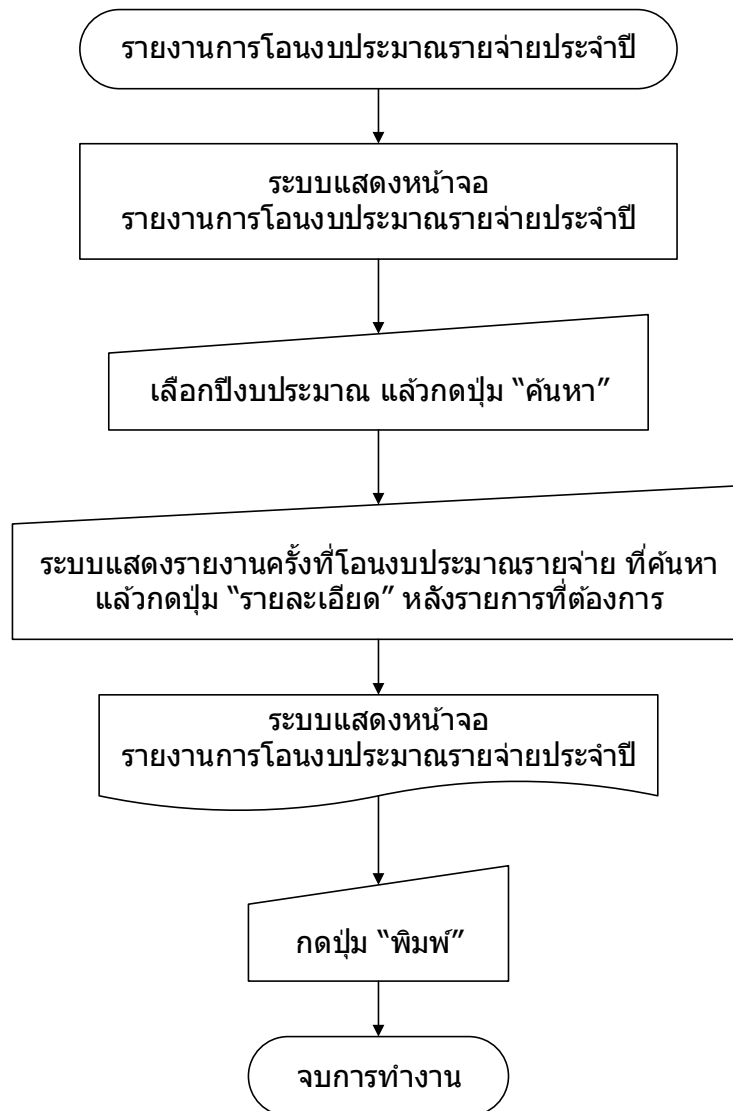 รายงานการโอนงบประมาณรายจ่ายประจำปี
ระบบแสดงหน้าจอ
รายงานการโอนงบประมาณรายจ่ายประจำปี
เลือกปีงบประมาณ แล้วกดปุ่ม “ค้นหา”
ระบบแสดงรายงานครั้งที่โอนงบประมาณรายจ่าย ที่ค้นหา
แล้วกดปุ่ม “รายละเอียด” หลังรายการที่ต้องการ
ระบบแสดงหน้าจอ
รายงานการโอนงบประมาณรายจ่ายประจำปี
กดปุ่ม “พิมพ์”
จบการทำงาน